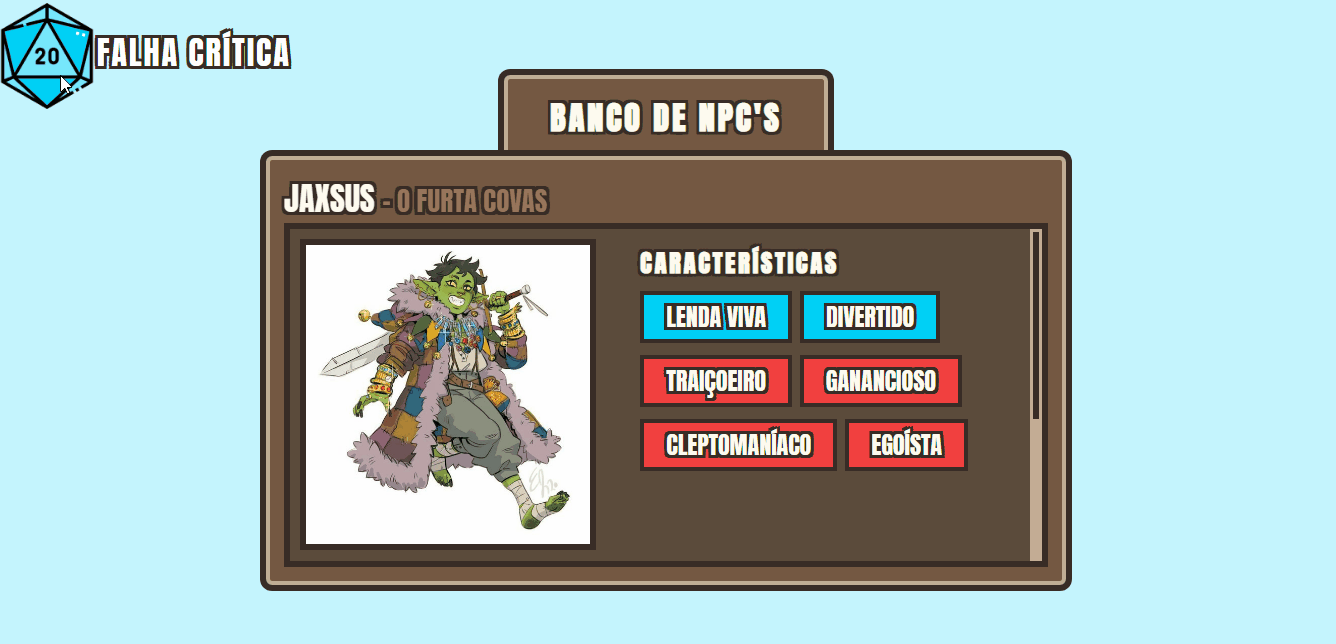 20
FALHA CRÍTICA
BANCO DE NPC'S
JAXSUS - O FURTA COVAS
CARACTERÍSTICAS
LENDA VIVA
DIVERTIDO
TRAIÇOEIRO
GANANCIOSO
CLEPTOMANÍACO
EGOÍSTA